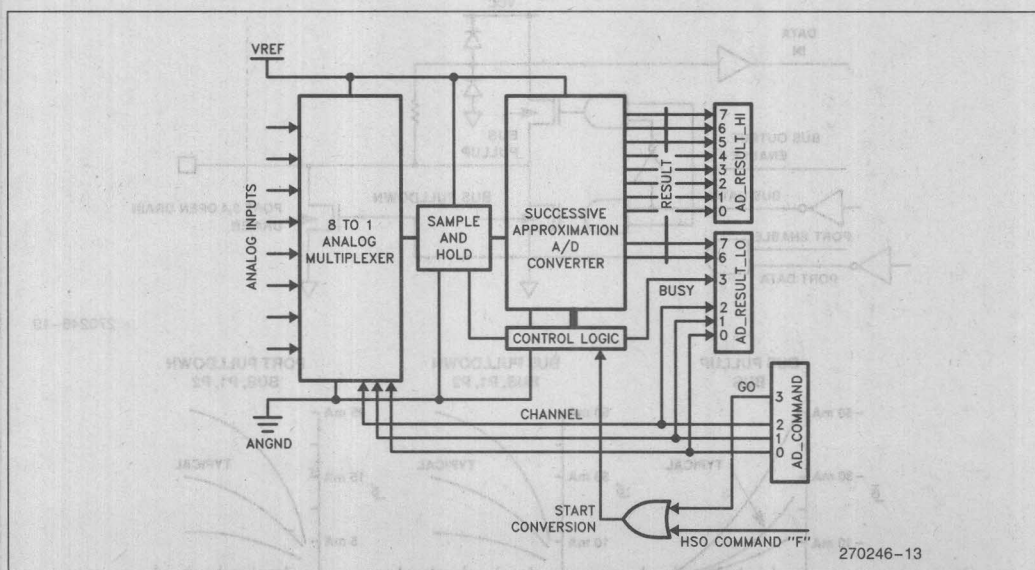 VREF
ANALOG INPUTS
8 TO 1
ANALOG
MULTIPLEXER
SAMPLE
AND
HOLD
SUCCESSIVE
APPROXIMATION
A/D
CONVERTER
CONTROL LOGIC
RESULT
7
6
5
4
3
2
1
0
AD_RESULT_HI
7
6
3
2
1
0
AD_RESULT_LO
BUSY
ANGND
CHANNEL
GO
3
2
1
0
AD_COMMAND
START
CONVERSION
HSO COMMAND "F"
270246-13